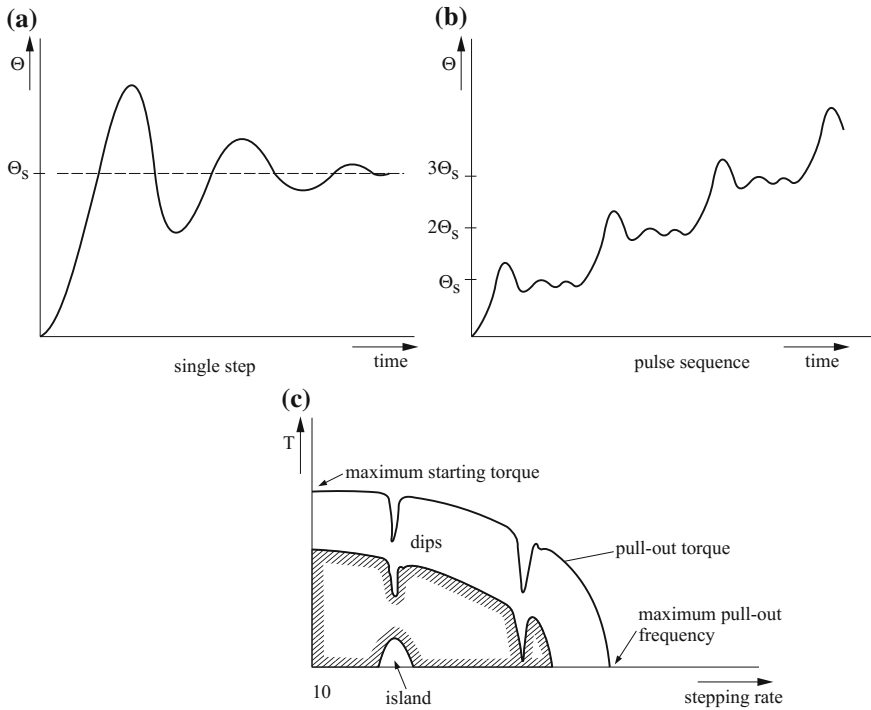 (a)
Θ
Θs
single step
time
(b)
Θ
3Θs
2Θs
Θs
pulse sequence
time
(c)
T
maximum starting torque
dips
pull-out torque
maximum pull-out
frequency
10
island
stepping rate